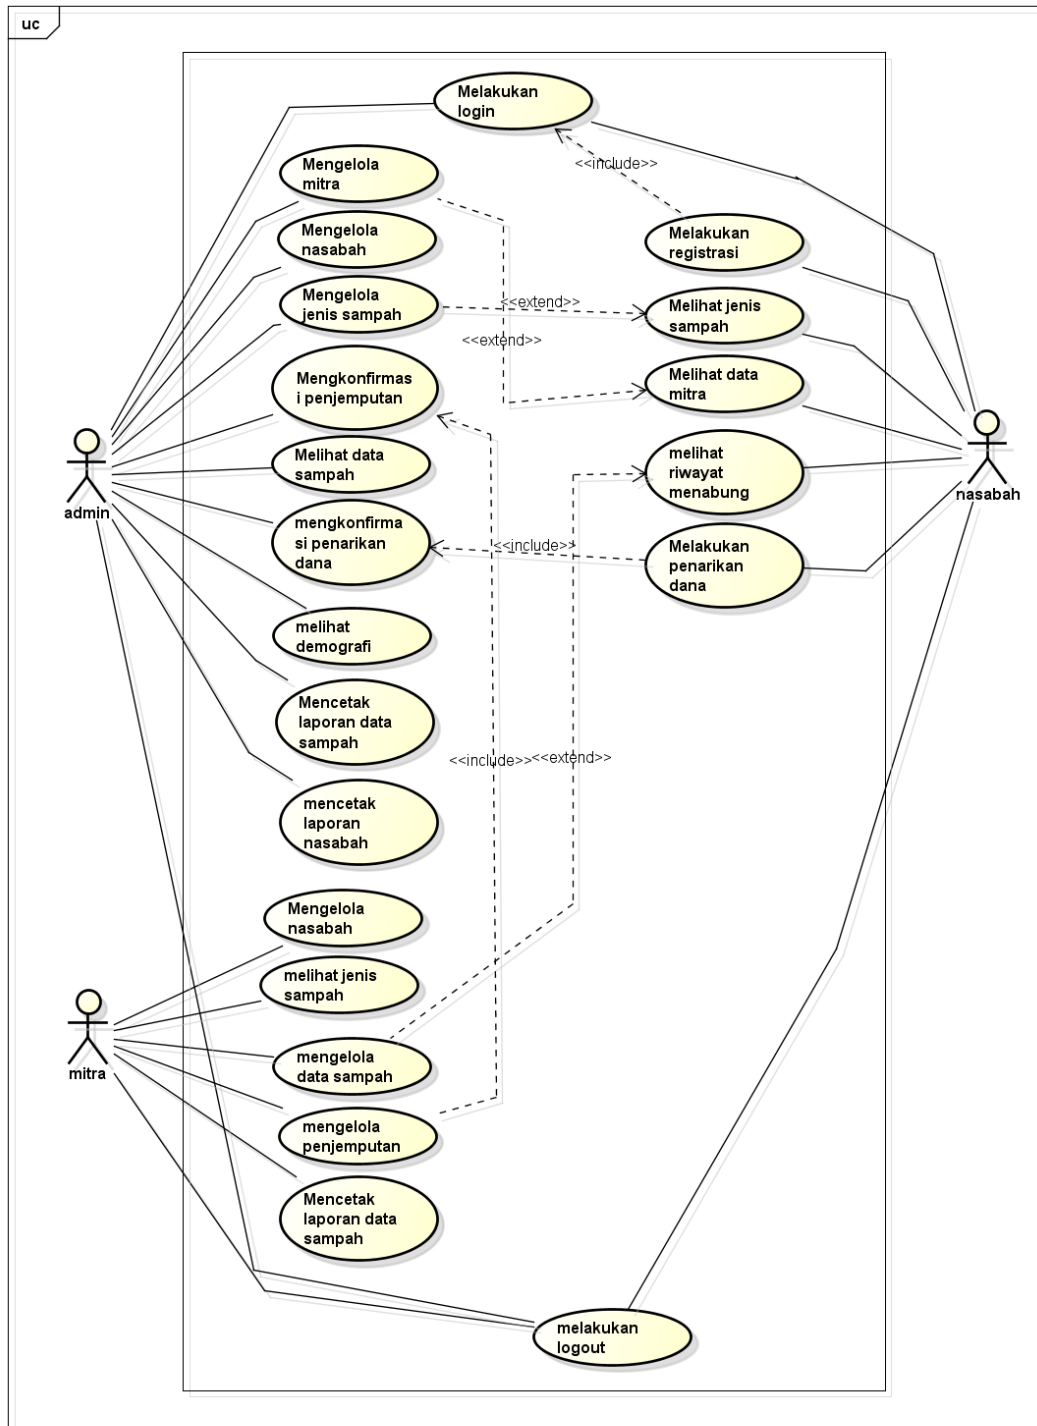 uc
Melakukan
login
<<include>>
Mengelola
mitra
Mengelola
nasabah
Melakukan
registrasi
Mengelola
jenis sampah
<<extend>>
Melihat jenis
sampah
<<extend>>
Mengkonfirmas
i penjemputan
Melihat data
mitra
admin
Melihat data
sampah
melihat
riwayat
menabung
nasabah
mengkonfirma
si penarikan
dana
<<include>>
Melakukan
penarikan
dana
melihat
demografi
Mencetak
laporan data
sampah
<<include>>
<<extend>>
mencetak
laporan
nasabah
Mengelola
nasabah
melihat jenis
sampah
mitra
mengelola
data sampah
mengelola
penjemputan
Mencetak
laporan data
sampah
melakukan
logout